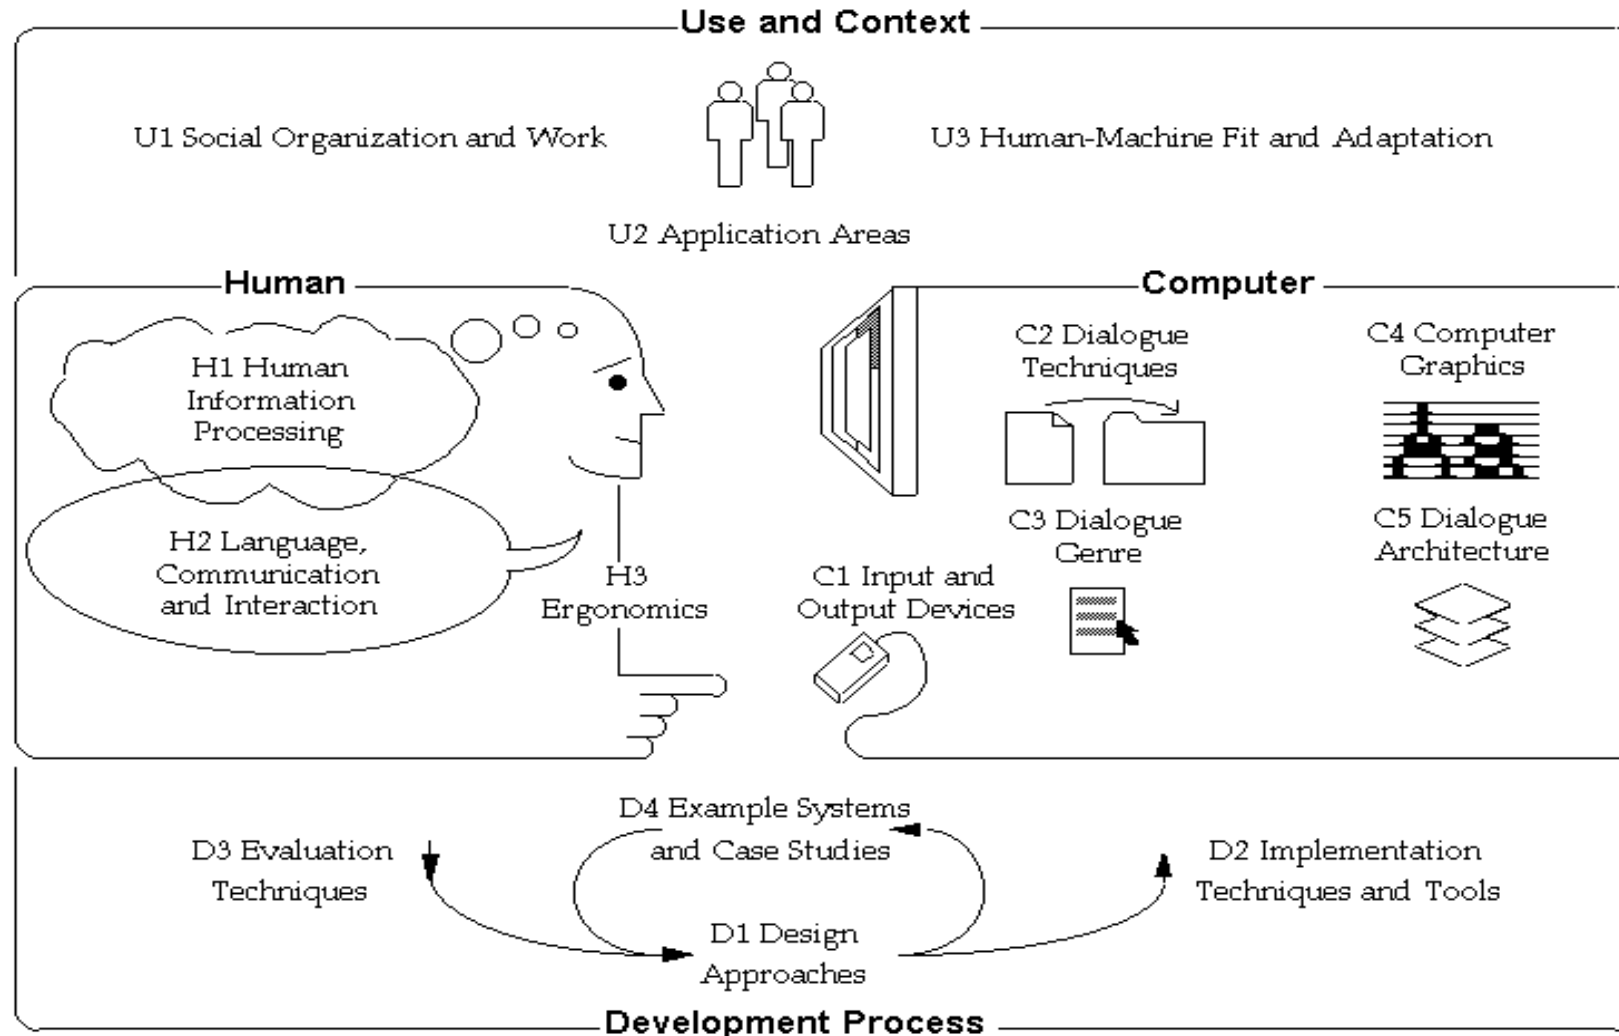 Use and Context
U1 Social Organization and Work
U3 Human-Machine Fit and Adaptation
U2 Application Areas
Human
H1 Human
Information
Processing
H2 Language,
Communication
and Interaction
H3
Ergonomics
Computer
C1 Input and
Output Devices
C2 Dialogue
Techniques
C3 Dialogue
Genre
C4 Computer
Graphics
C5 Dialogue
Architecture
D4 Example Systems
and Case Studies
D3 Evaluation
Techniques
D2 Implementation
Techniques and Tools
D1 Design
Approaches
Development Process